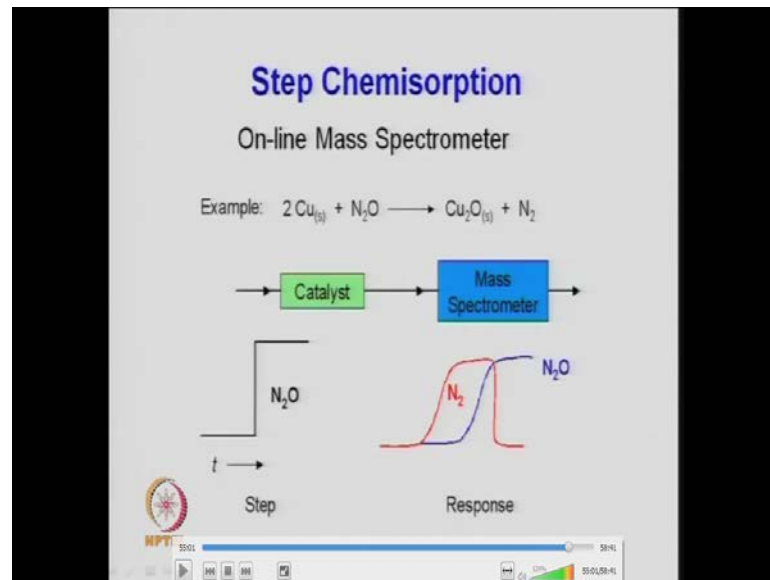 Step Chemisorption
On-line Mass Spectrometer
Example: 2 Cu(s) + N2O ⟶ Cu2O(s) + N2
Catalyst
Mass
Spectrometer
N2O
t ⟶
Step
N2
N2O
Response
55:01
58:41
55:01/58:41